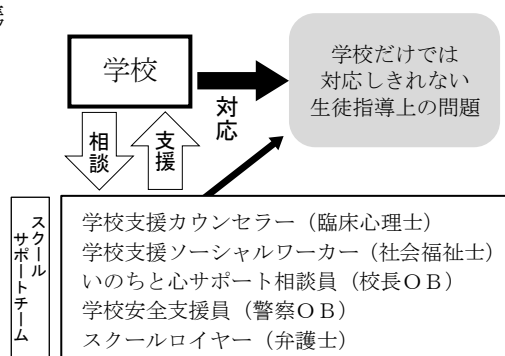 学校
対応
学校だけでは
対応しきれない
生徒指導上の問題
相談
支援
スクール
サポートチーム
学校支援カウンセラー（臨床心理士）
学校支援ソーシャルワーカー（社会福祉士）
いのちと心サポート相談員（校長ＯＢ）
学校安全支援員（警察ＯＢ）
スクールロイヤー（弁護士）